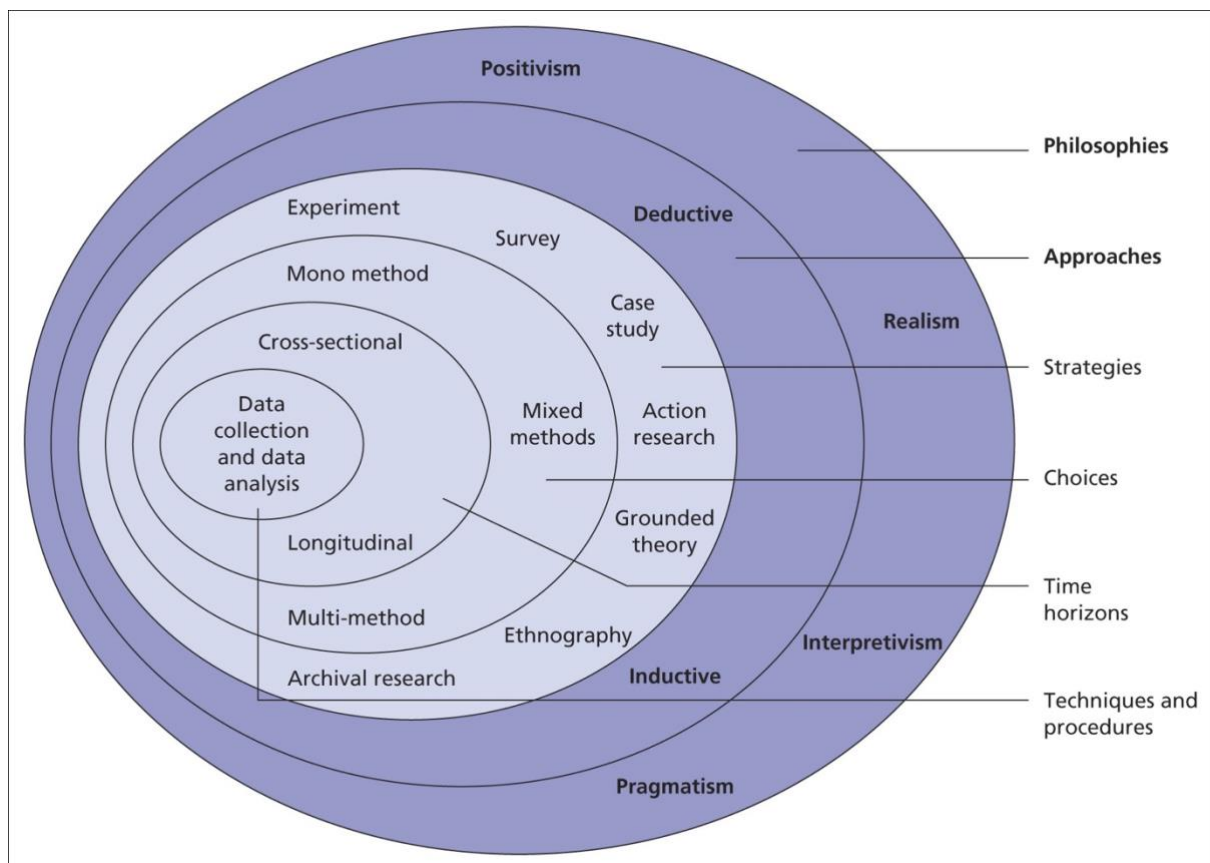 Positivism
Philosophies
Deductive
Approaches
Realism
Experiment
Survey
Mono method
Case
study
Strategies
Cross-sectional
Data
collection
and data
analysis
Mixed
methods
Action
research
Choices
Grounded
theory
Longitudinal
Time
horizons
Multi-method
Ethnography
Interpretivism
Archival research
Inductive
Techniques and
procedures
Pragmatism